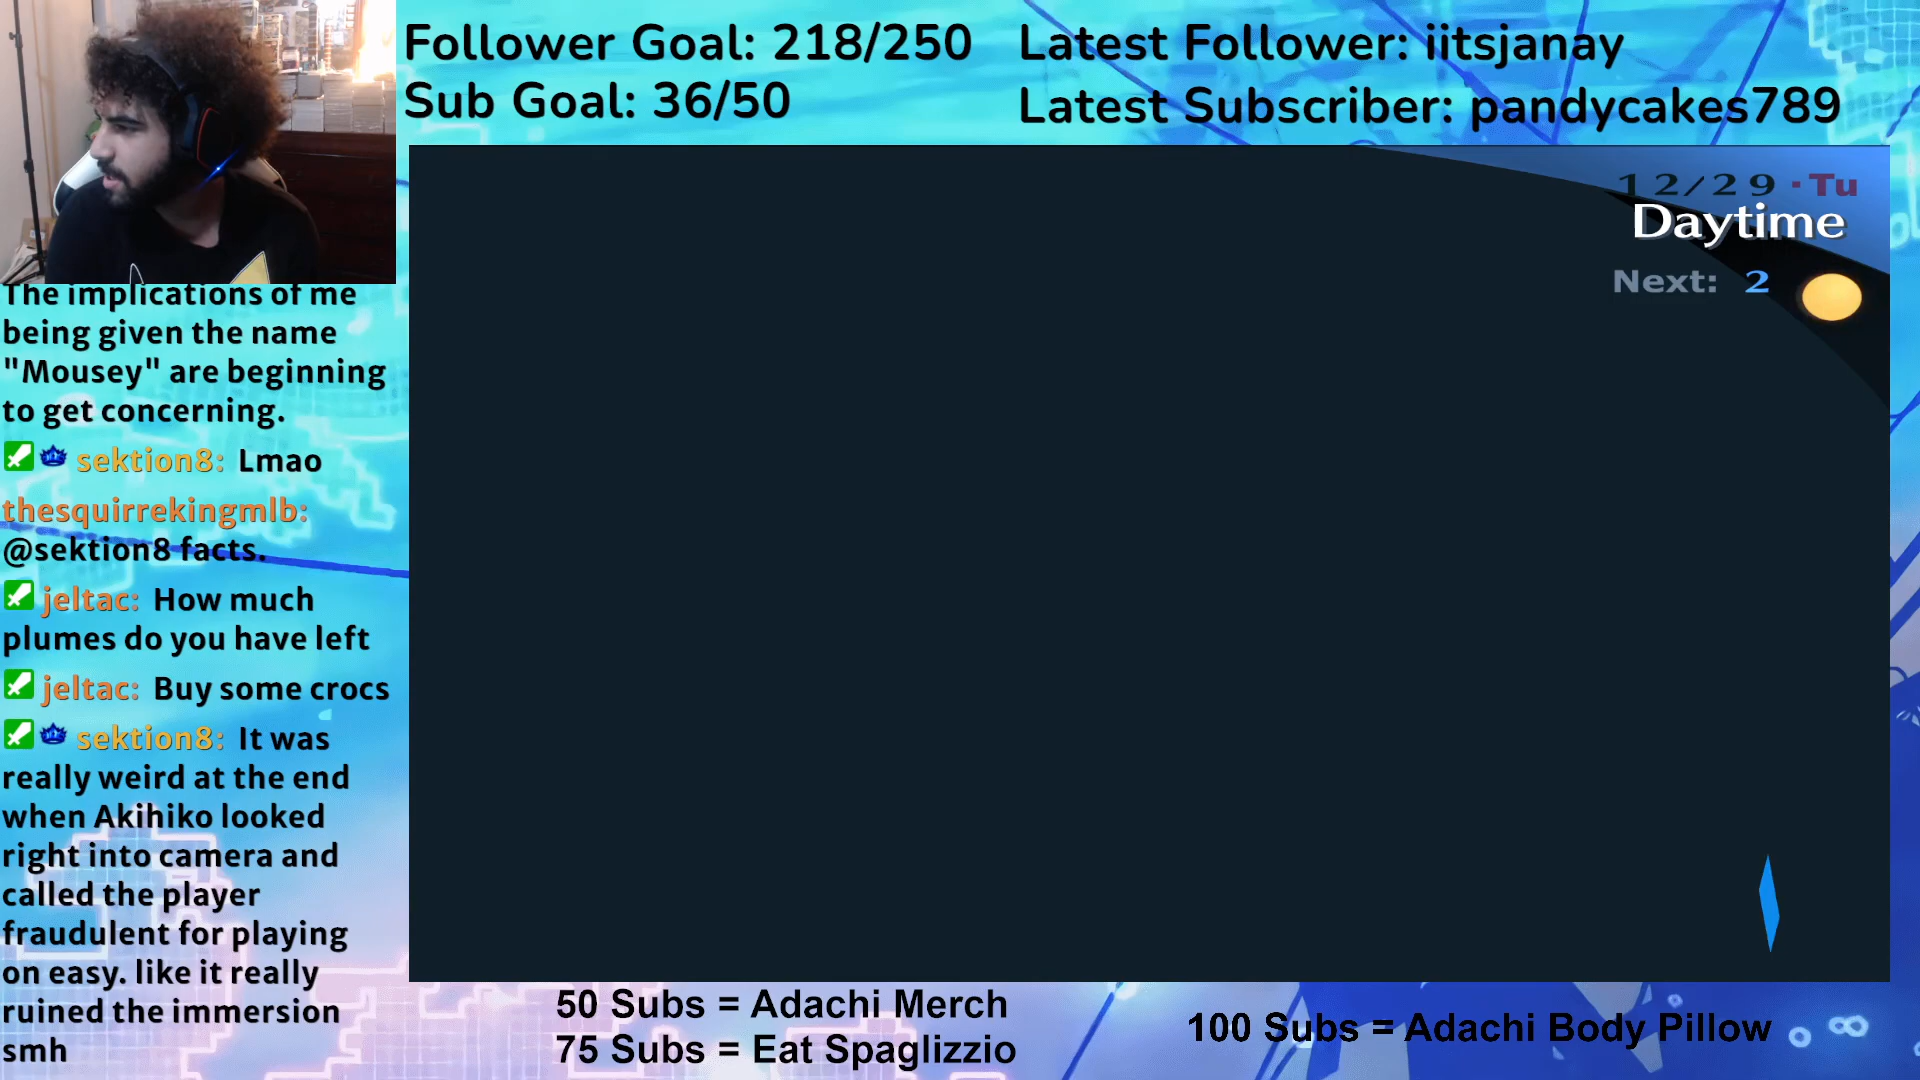 Follower Goal: 218/250
Sub Goal: 36/50
Latest Follower: iitsjanay
Latest Subscriber: pandycakes789
12/29 · Tu
Daytime
Next: 2
The implications of me
being given the name
"Mousey" are beginning
to get concerning.
sektion8: Lmao
thesquirrekingmlb:
@sektion8 facts.
jeltac: How much
plumes do you have left
jeltac: Buy some crocs
sektion8: It was
really weird at the end
when Akihiko looked
right into camera and
called the player
fraudulent for playing
on easy. like it really
ruined the immersion
smh
50 Subs = Adachi Merch
75 Subs = Eat Spaglizzio
100 Subs = Adachi Body Pillow